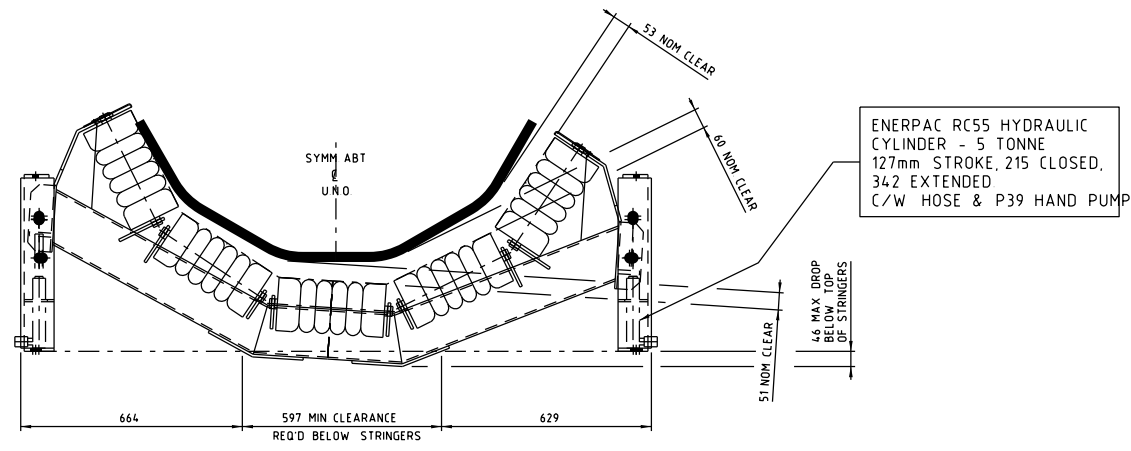 53 NOM CLEAR
60 NOM CLEAR
SYMM ABT
℄
U.N.O.
ENERPAC RC55 HYDRAULIC
CYLINDER - 5 TONNE
127mm STROKE, 215 CLOSED,
342 EXTENDED.
C/W HOSE & P39 HAND PUMP
46 MAX DROP
BELOW TOP
OF STRINGERS
51 NOM CLEAR
664
597 MIN CLEARANCE
REQ'D BELOW STRINGERS
629